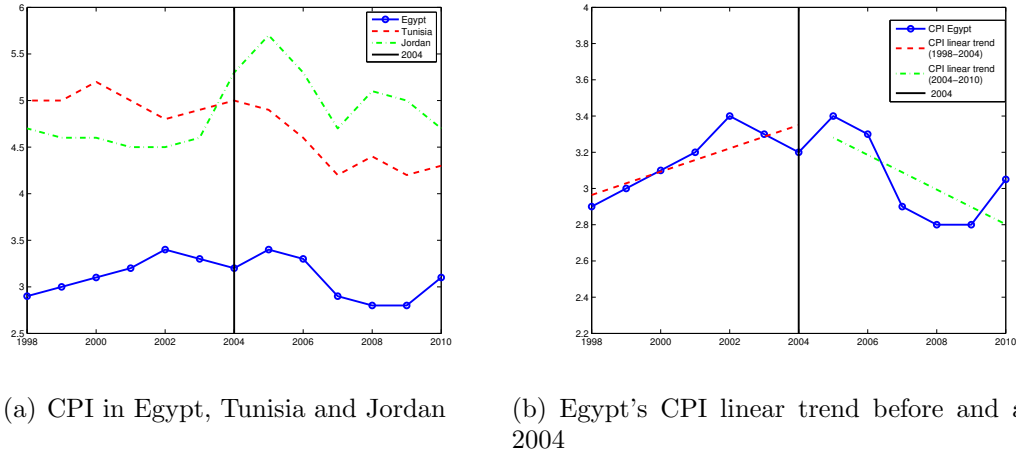 6
5.5
5
4.5
4
3.5
3
2.5
1998 2000 2002 2004 2006 2008 2010
Egypt
Tunisia
Jordan
2004
4
3.8
3.6
3.4
3.2
3
2.8
2.6
2.4
2.2
1998 2000 2002 2004 2006 2008 2010
CPI Egypt
CPI linear trend
(1998−2004)
CPI linear trend
(2004−2010)
2004
(a) CPI in Egypt, Tunisia and Jordan
(b) Egypt's CPI linear trend before and a
2004